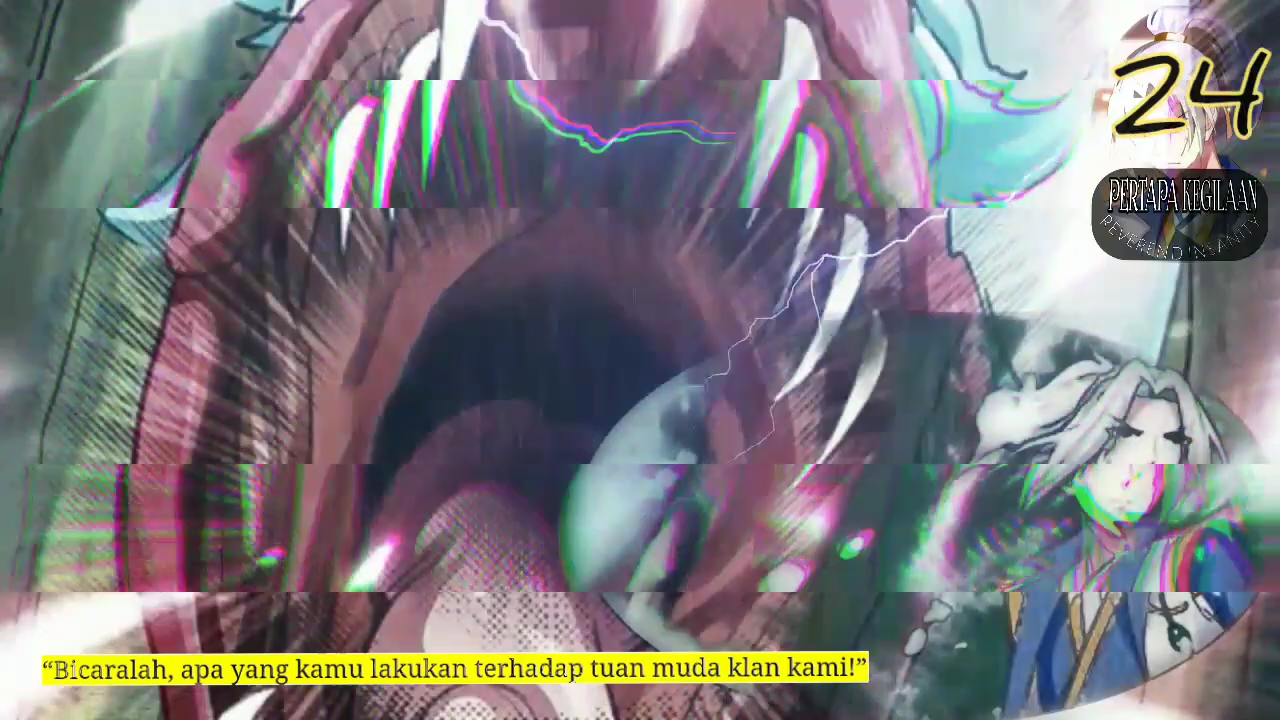 24
PERTAPA KEGILAAN
REVEREND INSANITY
“Bicaralah, apa yang kamu lakukan terhadap tuan muda klan kami!”